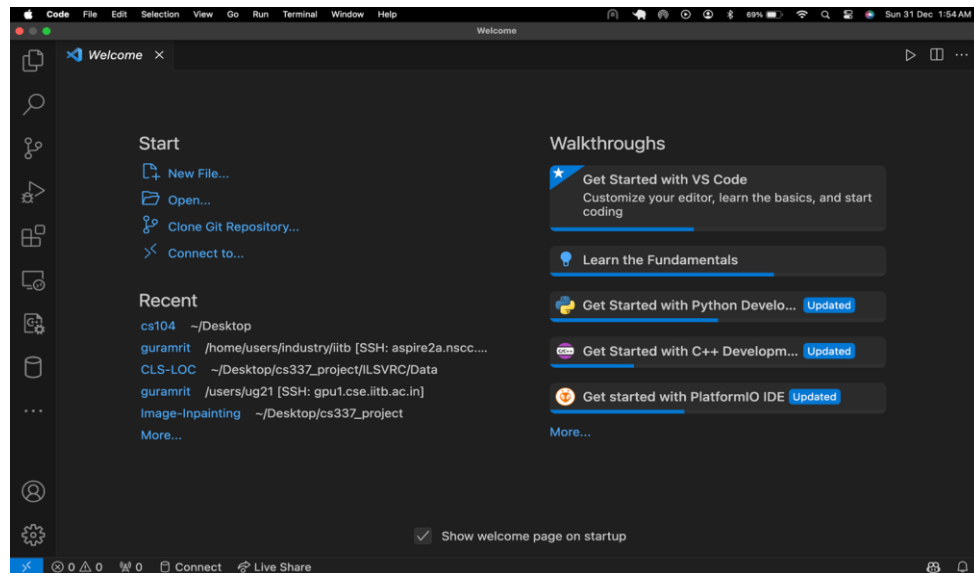 Code File Edit Selection View Go Run Terminal Window Help 69% Sun 31 Dec 1:54 AM
Welcome
Welcome
Start
New File...
Open...
Clone Git Repository...
Connect to...
Recent
cs104 ~/Desktop
guramrit /home/users/industry/iitb [SSH: aspire2a.nscc....
CLS-LOC ~/Desktop/cs337_project/ILSVRC/Data
guramrit /users/ug21 [SSH: gpu1.cse.iitb.ac.in]
Image-Inpainting ~/Desktop/cs337_project
More...
Walkthroughs
Get Started with VS Code
Customize your editor, learn the basics, and start
coding
Learn the Fundamentals
Get Started with Python Develo... Updated
C/C++ Get Started with C++ Developm... Updated
Get started with PlatformIO IDE Updated
More...
Show welcome page on startup
0 0 0 Connect Live Share